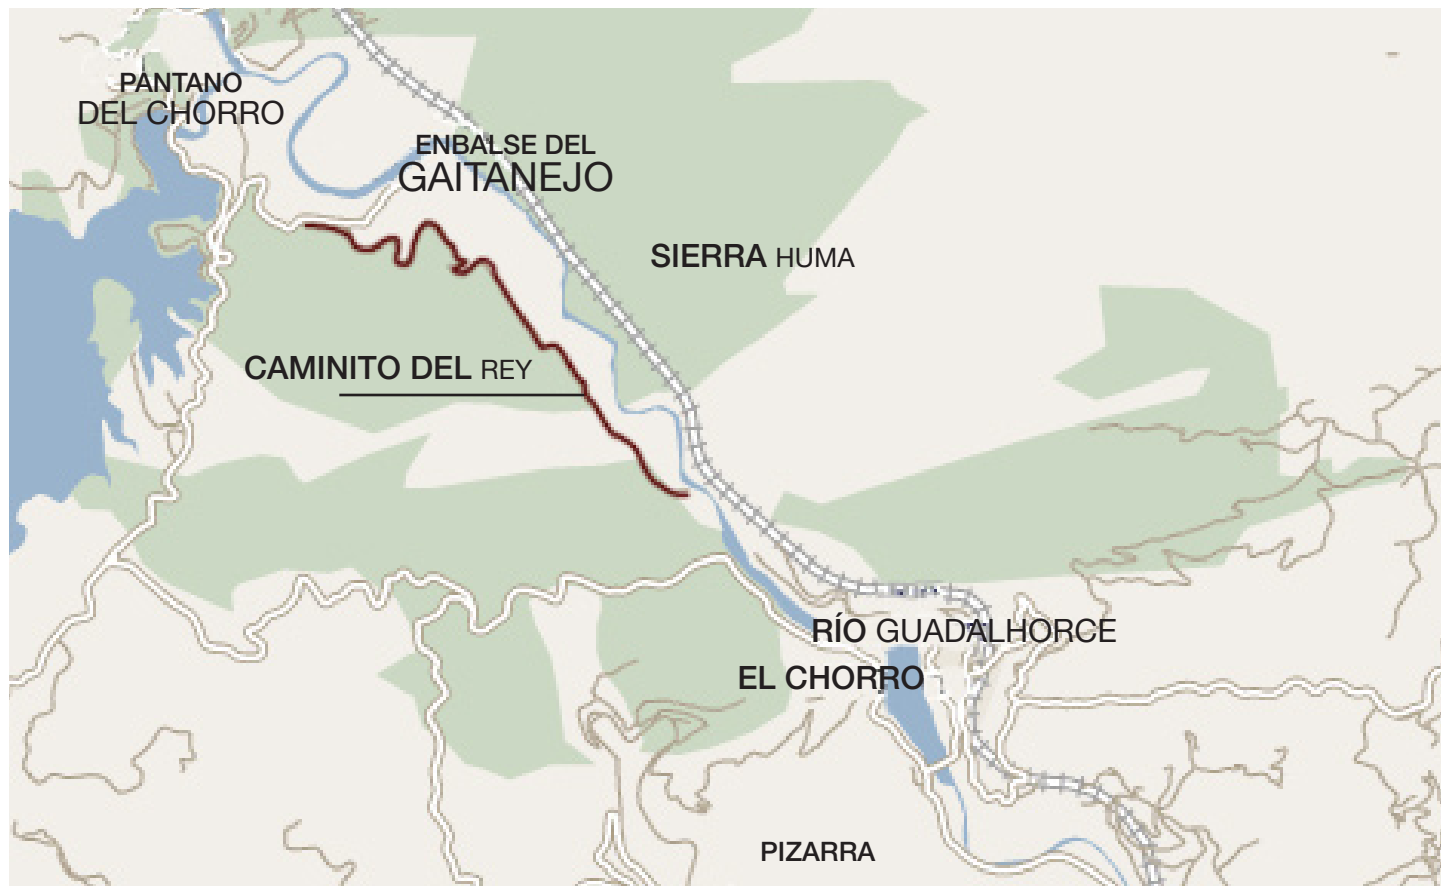 PANTANO
DEL CHORRO
ENBALSE DEL
GAITANEJO
SIERRA HUMA
CAMINITO DEL REY
RÍO GUADALHORCE
EL CHORRO
PIZARRA